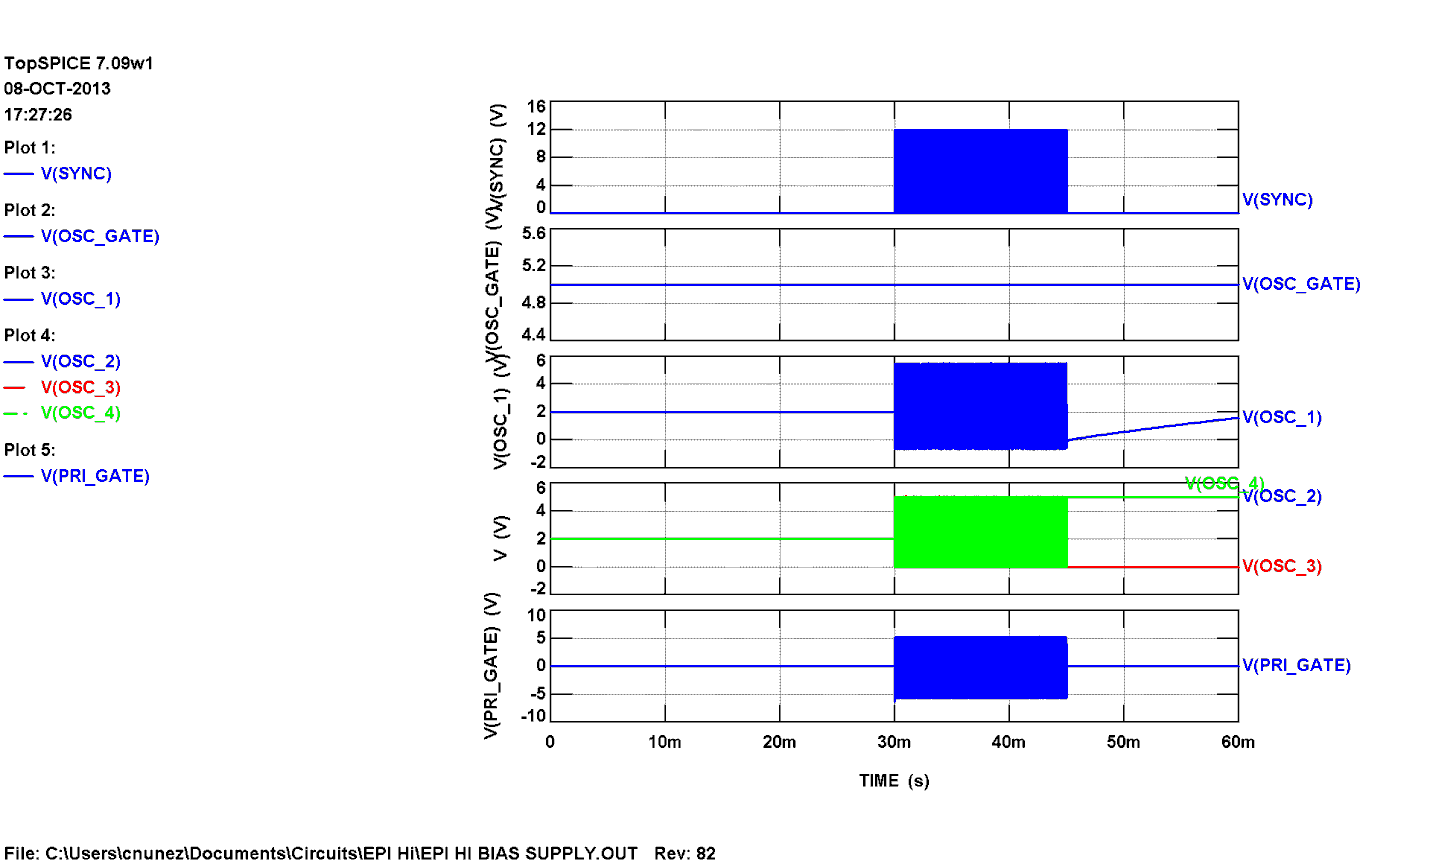 TopSPICE 7.09w1
08-OCT-2013
17:27:26
Plot 1:
V(SYNC)
Plot 2:
V(OSC_GATE)
Plot 3:
V(OSC_1)
Plot 4:
V(OSC_2)
V(OSC_3)
V(OSC_4)
Plot 5:
V(PRI_GATE)
V(SYNC) (V)
16
12
8
4
0
V(SYNC)
V(OSC_GATE) (V)
5.6
5.2
4.8
4.4
V(OSC_GATE)
V(OSC_1) (V)
6
4
2
0
-2
V(OSC_1)
V (V)
6
4
2
0
-2
V(OSC_4)
V(OSC_2)
V(OSC_3)
V(PRI_GATE) (V)
10
5
0
-5
-10
V(PRI_GATE)
0 10m 20m 30m 40m 50m 60m
TIME (s)
File: C:\Users\cnunez\Documents\Circuits\EPI Hi\EPI HI BIAS SUPPLY.OUT Rev: 82